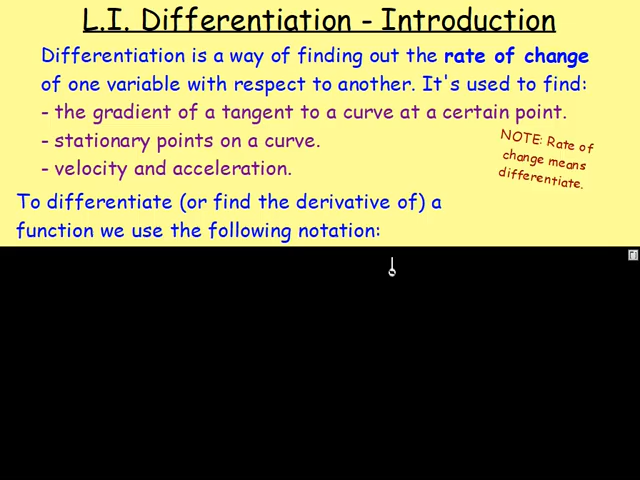 L.I. Differentiation - Introduction
Differentiation is a way of finding out the rate of change
of one variable with respect to another. It's used to find:
- the gradient of a tangent to a curve at a certain point.
- stationary points on a curve.
- velocity and acceleration.
NOTE: Rate of
change means
differentiate.
To differentiate (or find the derivative of) a
function we use the following notation: